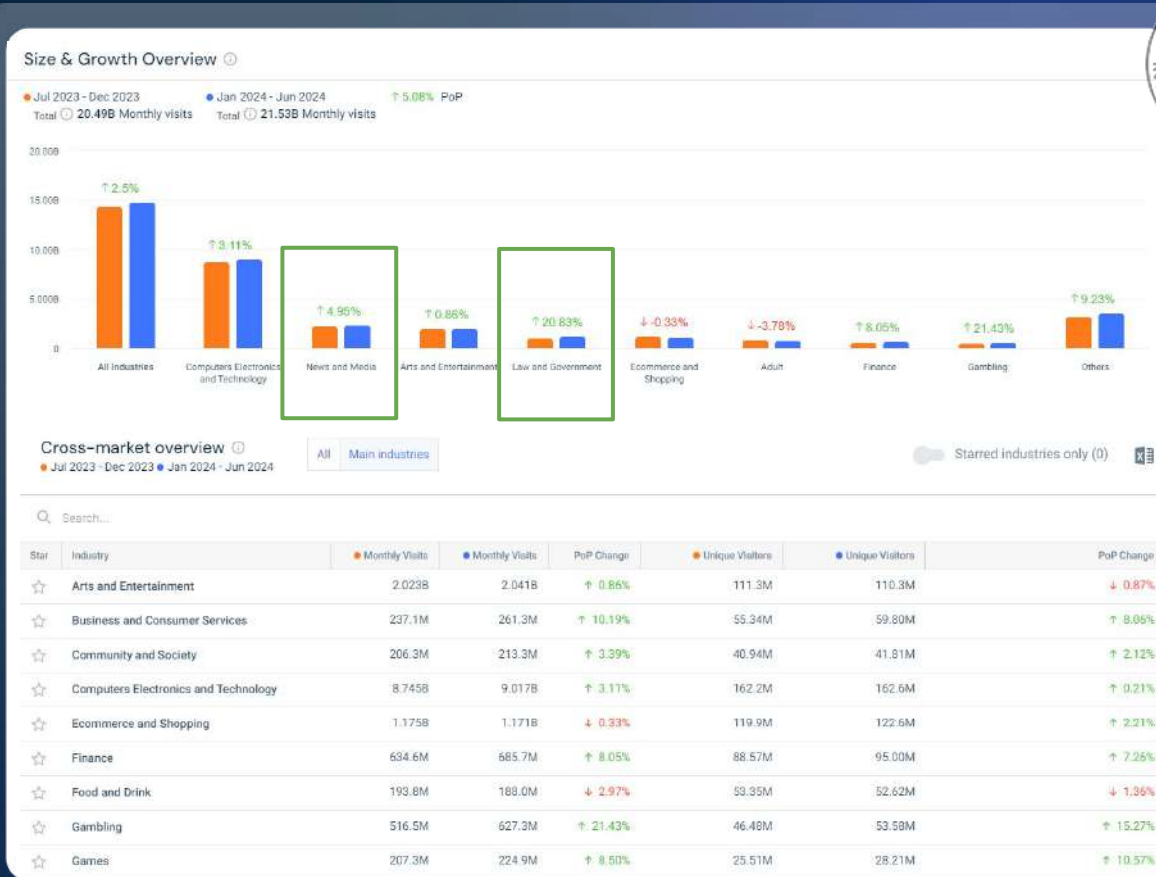 Size & Growth Overview
Jul 2023 - Dec 2023 Jan 2024 - Jun 2024 ↑ 5.08% PoP
Total 20.49B Monthly visits Total 21.53B Monthly visits
20.00B
15.00B
10.00B
5.000B
0
↑ 2.5% ↑ 3.11% ↑ 4.95% ↑ 0.86% ↑ 20.83% ↓ -0.33% ↓ -3.78% ↑ 8.05% ↑ 21.43% ↑ 9.23%
All Industries Computers Electronics News and Media Arts and Entertainment Law and Government Ecommerce and Adult Finance Gambling Others
and Technology Shopping
Cross-market overview All Main industries Starred industries only (0)
Jul 2023 - Dec 2023 Jan 2024 - Jun 2024
Search...
Star Industry Monthly Visits Monthly Visits PoP Change Unique Visitors Unique Visitors PoP Change
Arts and Entertainment 2.023B 2.041B ↑ 0.86% 111.3M 110.3M ↓ 0.87%
Business and Consumer Services 237.1M 261.3M ↑ 10.19% 55.34M 59.80M ↑ 8.06%
Community and Society 206.3M 213.3M ↑ 3.39% 40.94M 41.81M ↑ 2.12%
Computers Electronics and Technology 8.745B 9.017B ↑ 3.11% 162.2M 162.6M ↑ 0.21%
Ecommerce and Shopping 1.175B 1.171B ↓ 0.33% 119.9M 122.6M ↑ 2.21%
Finance 634.6M 685.7M ↑ 8.05% 88.57M 95.00M ↑ 7.26%
Food and Drink 193.8M 188.0M ↓ 2.97% 53.35M 52.62M ↓ 1.36%
Gambling 516.5M 627.3M ↑ 21.43% 46.48M 53.58M ↑ 15.27%
Games 207.3M 224.9M ↑ 8.50% 25.51M 28.21M ↑ 10.57%